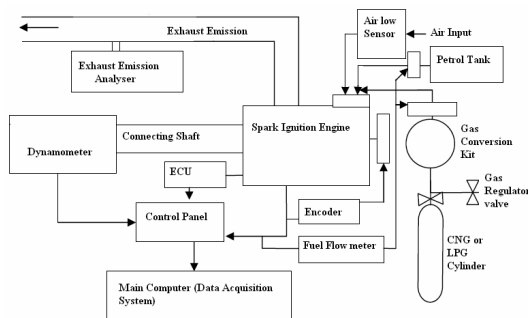 Exhaust Emission
Air low
Sensor
Air Input
Petrol Tank
Exhaust Emission
Analyser
Spark Ignition Engine
Connecting Shaft
Dynamometer
Gas
Conversion
Kit
ECU
Gas
Regulator
valve
Control Panel
Encoder
Fuel Flow meter
CNG or
LPG
Cylinder
Main Computer (Data Acquisition
System)